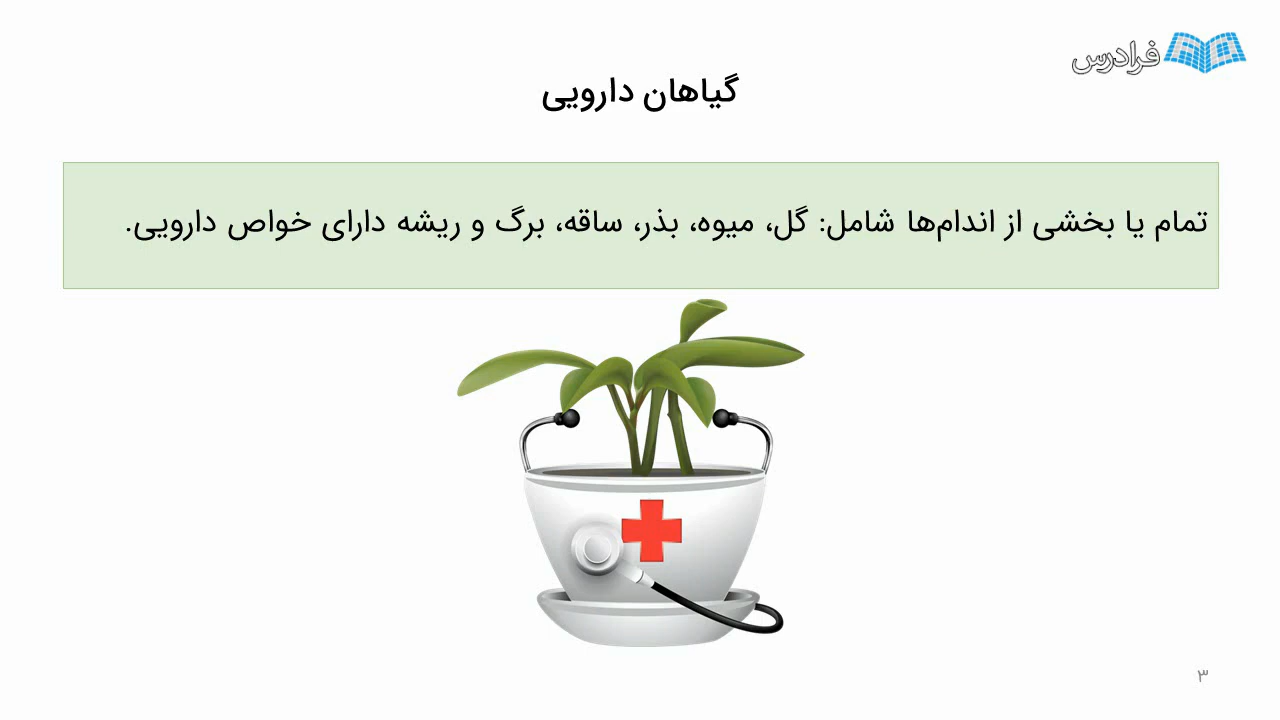 فرادرس
گیاهان دارویی
تمام یا بخشی از اندام‌ها شامل: گل، میوه، بذر، ساقه، برگ و ریشه دارای خواص دارویی.
۳